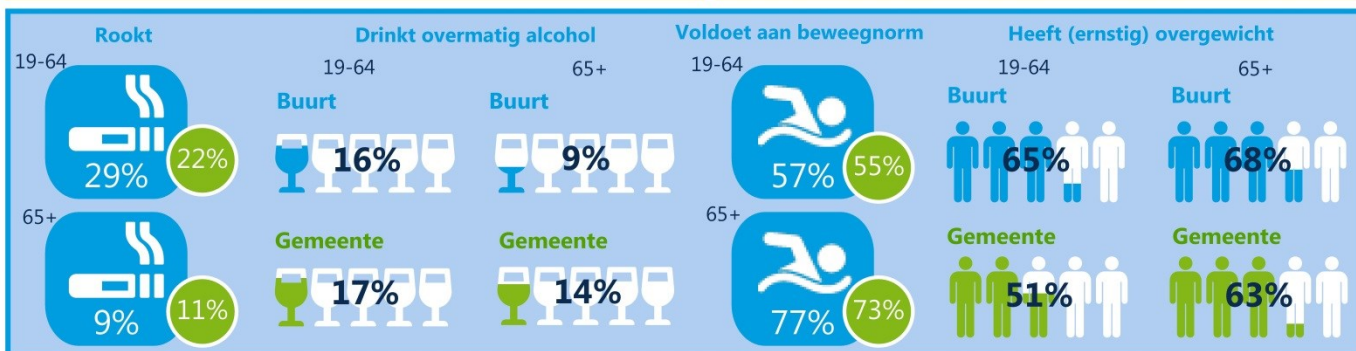 Rookt
19-64
29%
22%
65+
9%
11%
Drinkt overmatig alcohol
19-64
65+
Buurt
Buurt
16%
9%
Gemeente
Gemeente
17%
14%
Voldoet aan beweegnorm
19-64
57%
55%
65+
77%
73%
Heeft (ernstig) overgewicht
19-64
65+
Buurt
Buurt
65%
68%
Gemeente
Gemeente
51%
63%